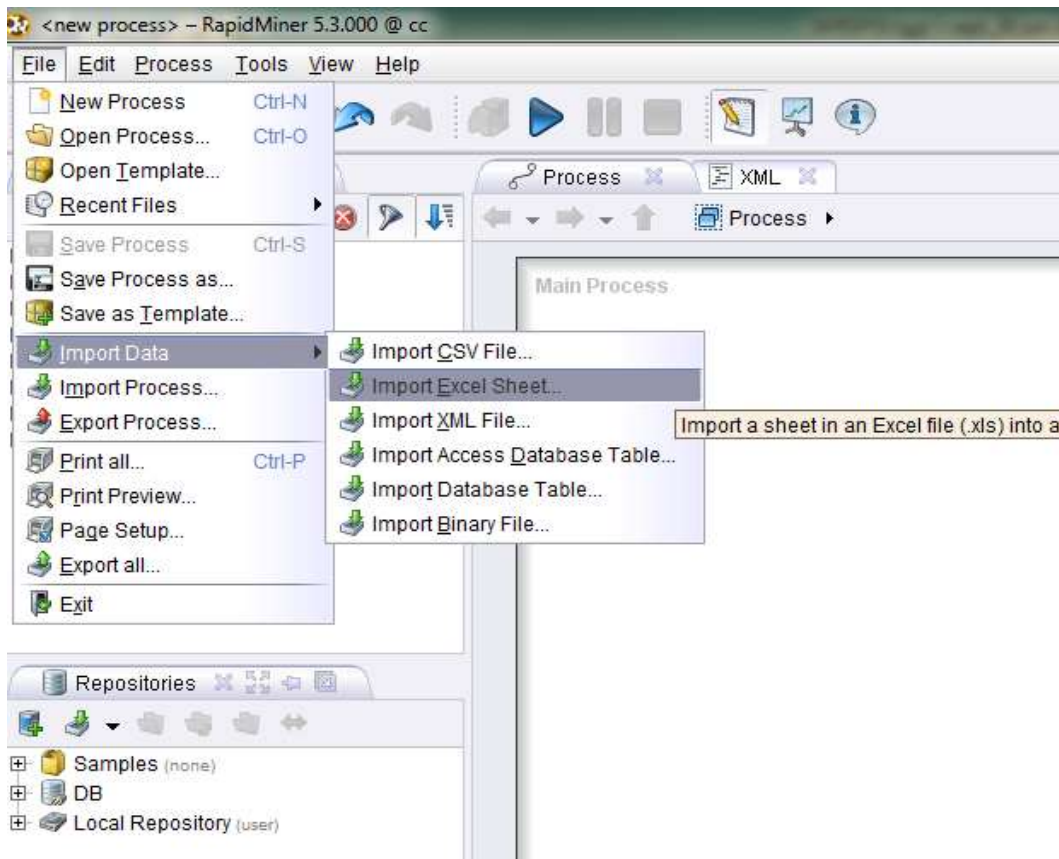 <new process> – RapidMiner 5.3.000 @ cc
File Edit Process Tools View Help
New Process Ctrl-N
Open Process... Ctrl-O
Open Template...
Recent Files
Save Process Ctrl-S
Save Process as...
Save as Template...
Import Data
Import Process...
Export Process...
Print all... Ctrl-P
Print Preview...
Page Setup...
Export all...
Exit
Import CSV File...
Import Excel Sheet...
Import XML File...
Import Access Database Table...
Import Database Table...
Import Binary File...
Import a sheet in an Excel file (.xls) into a
Process XML
Process
Main Process
Repositories
Samples (none)
DB
Local Repository (user)